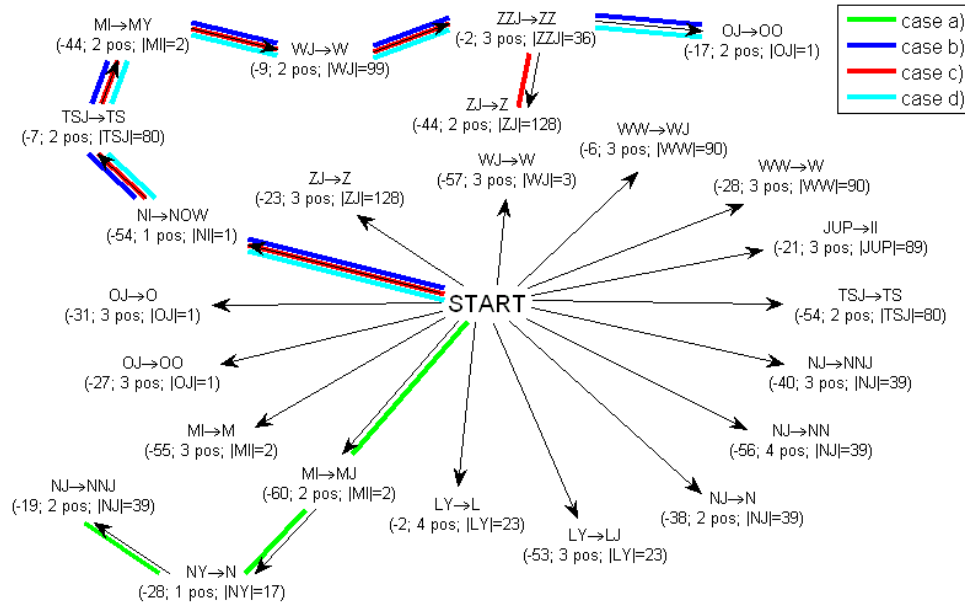 MI→MY
(-44; 2 pos; |MI|=2)
WJ→W
(-9; 2 pos; |WJ|=99)
ZZJ→ZZ
(-2; 3 pos; |ZZJ|=36)
OJ→OO
(-17; 2 pos; |OJ|=1)
case a)
case b)
case c)
case d)
TSJ→TS
(-7; 2 pos; |TSJ|=80)
ZJ→Z
(-44; 2 pos; |ZJ|=128)
WW→WJ
(-6; 3 pos; |WW|=90)
WJ→W
(-57; 3 pos; |WJ|=3)
WW→W
(-28; 3 pos; |WW|=90)
ZJ→Z
(-23; 3 pos; |ZJ|=128)
NI→NOW
(-54; 1 pos; |NI|=1)
JUP→II
(-21; 3 pos; |JUP|=89)
OJ→O
(-31; 3 pos; |OJ|=1)
START
TSJ→TS
(-54; 2 pos; |TSJ|=80)
OJ→OO
(-27; 3 pos; |OJ|=1)
NJ→NNJ
(-40; 3 pos; |NJ|=39)
MI→M
(-55; 3 pos; |MI|=2)
NJ→NN
(-56; 4 pos; |NJ|=39)
MI→MJ
(-60; 2 pos; |MI|=2)
NJ→NNJ
(-19; 2 pos; |NJ|=39)
LY→L
(-2; 4 pos; |LY|=23)
NJ→N
(-38; 2 pos; |NJ|=39)
LY→LJ
(-53; 3 pos; |LY|=23)
NY→N
(-28; 1 pos; |NY|=17)